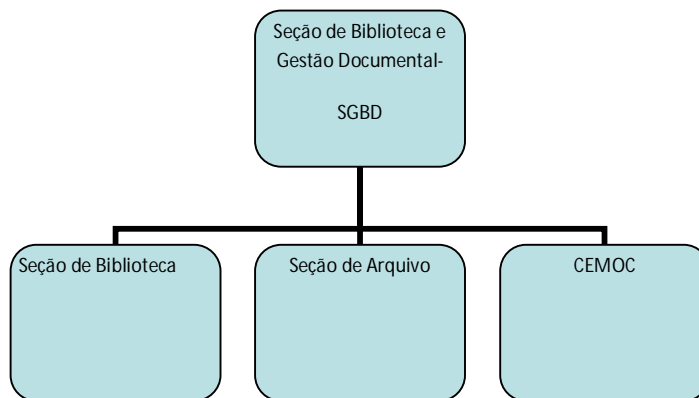 Seção de Biblioteca e
Gestão Documental-
SGBD
Seção de Biblioteca
Seção de Arquivo
CEMOC